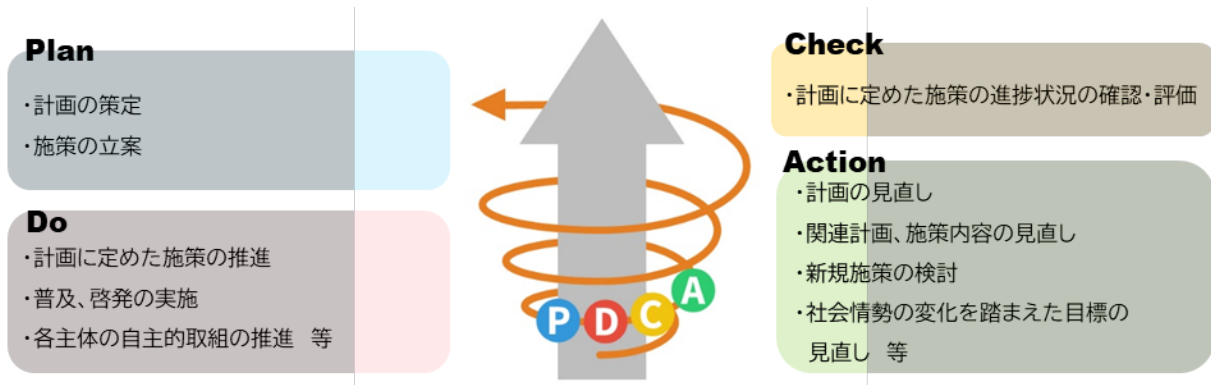 Plan
・計画の策定
・施策の立案
Do
・計画に定めた施策の推進
・普及、啓発の実施
・各主体の自主的取組の推進　等
P D C A
Check
・計画に定めた施策の進捗状況の確認・評価
Action
・計画の見直し
・関連計画、施策内容の見直し
・新規施策の検討
・社会情勢の変化を踏まえた目標の
見直し　等